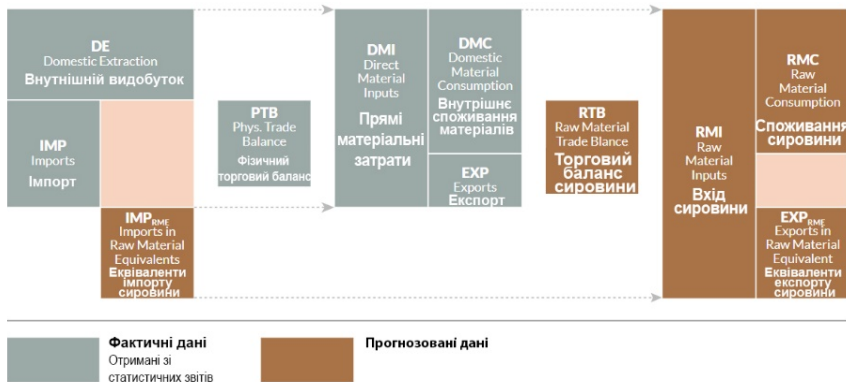 DE
Domestic Extraction
Внутнішній видобуток
IMP
Imports
Імпорт
IMP RME
Imports in
Raw Material
Equivalents
Еквіваленти
імпорту
сировини
PTB
Phys. Trade
Balance
Фізичний
торговий баланс
DMI
Direct
Material
Inputs
Прямі
матеріальні
затрати
DMC
Domestic
Material
Consumption
Внутрішнє
споживання
матеріалів
EXP
Exports
Експорт
RTB
Raw Material
Trade Blance
Торговий
баланс
сировини
RMI
Raw
Material
Inputs
Вхід
сировини
RMC
Raw
Material
Consumption
Споживання
сировини
EXP RME
Exports in
Raw Material
Equivalent
Еквіваленти
експорту
сировини
Фактичні дані
Отримані зі
статистичних звітів
Прогнозовані дані